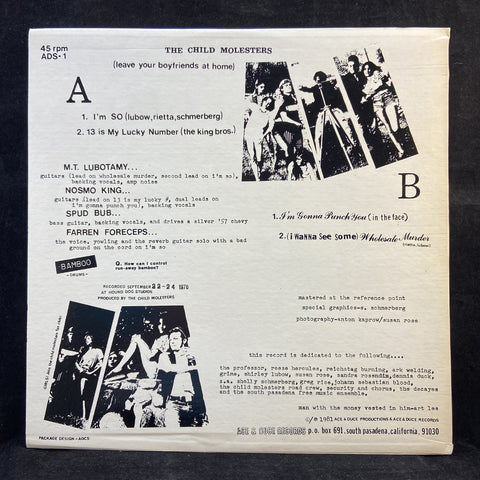 45 rpm
ADS-1
THE CHILD MOLESTERS
(leave your boyfriends at home)
A
1. I'm SO (lubow,rietta,schmerberg)
2. 13 is My Lucky Number (the king bros.)
M.T. LUBOTAMY...
guitars (lead on wholesale murder, second lead on i'm so),
backing vocals, amp noise
NOSMO KING...
guitars (lead on 13 is my lucky #, dual leads on
i'm gonna punch you), backing vocals
SPUD BUB...
bass guitar, backing vocals, and drives a silver '57 chevy
FARREN FORECEPS...
the voice. yowling and the reverb guitar solo with a bad
ground on the cord on i'm so
BAMBOO
-DRUMS-
Q. How can I control
run-away bamboo?
RECORDED SEPTEMBER 22-24 1978
AT HOUND DOG STUDIOS
PRODUCED BY THE CHILD MOLESTERS
B
1. I'm Gonna Punch You (in the face)
2. (i WaNNa See some) Wholesale Murder
mastered at the reference point
special graphics-s. schmerberg
photography-anton kaprow/susan rose
this record is dedicated to the following....
the professor, reese hercules, reichstag burning, ark welding,
grime, shirley lubow, susan rose, sandra rosendin, dennis duck,
z.a. shelly schmerberg, greg rice, johann sebastian blood,
the child molesters road crew, security and chorus, the decayes
and the south pasadena free music ensemble.
man with the money vested in him-art lee
c/p 1981 ACE & DUCE PRODUCTIONS & ACE & DUCE RECORDS
ACE & DUCE RECORDS p. o. box 691, south pasadena, california, 91030
PACKAGE DESIGN-ADCS